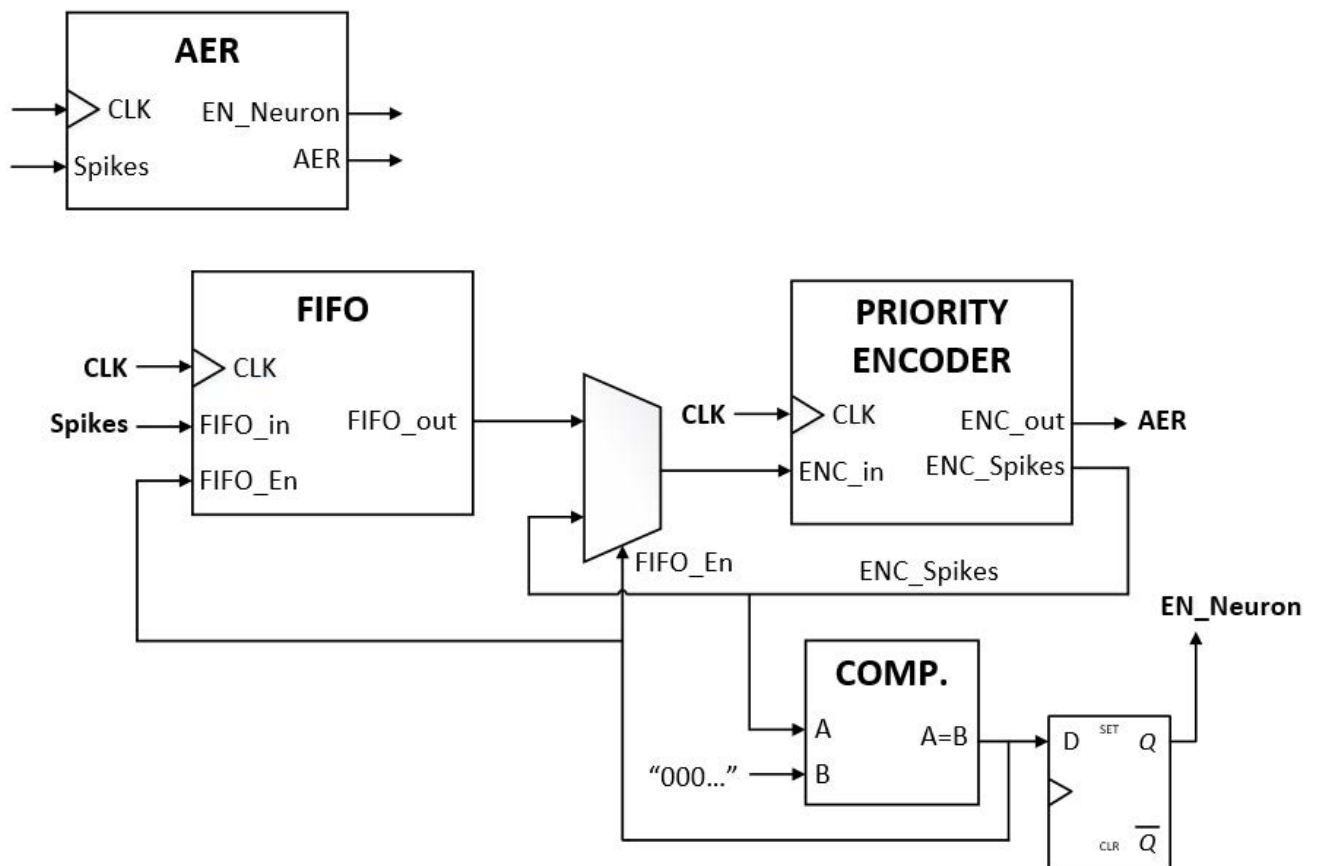 AER
CLK
EN_Neuron
Spikes
AER
FIFO
PRIORITY
ENCODER
CLK
CLK
Spikes
FIFO_in
FIFO_out
FIFO_En
CLK
CLK
ENC_out
AER
ENC_in
ENC_Spikes
FIFO_En
ENC_Spikes
EN_Neuron
COMP.
A
A=B
“000...”
B
D
SET
Q
CLR
Q